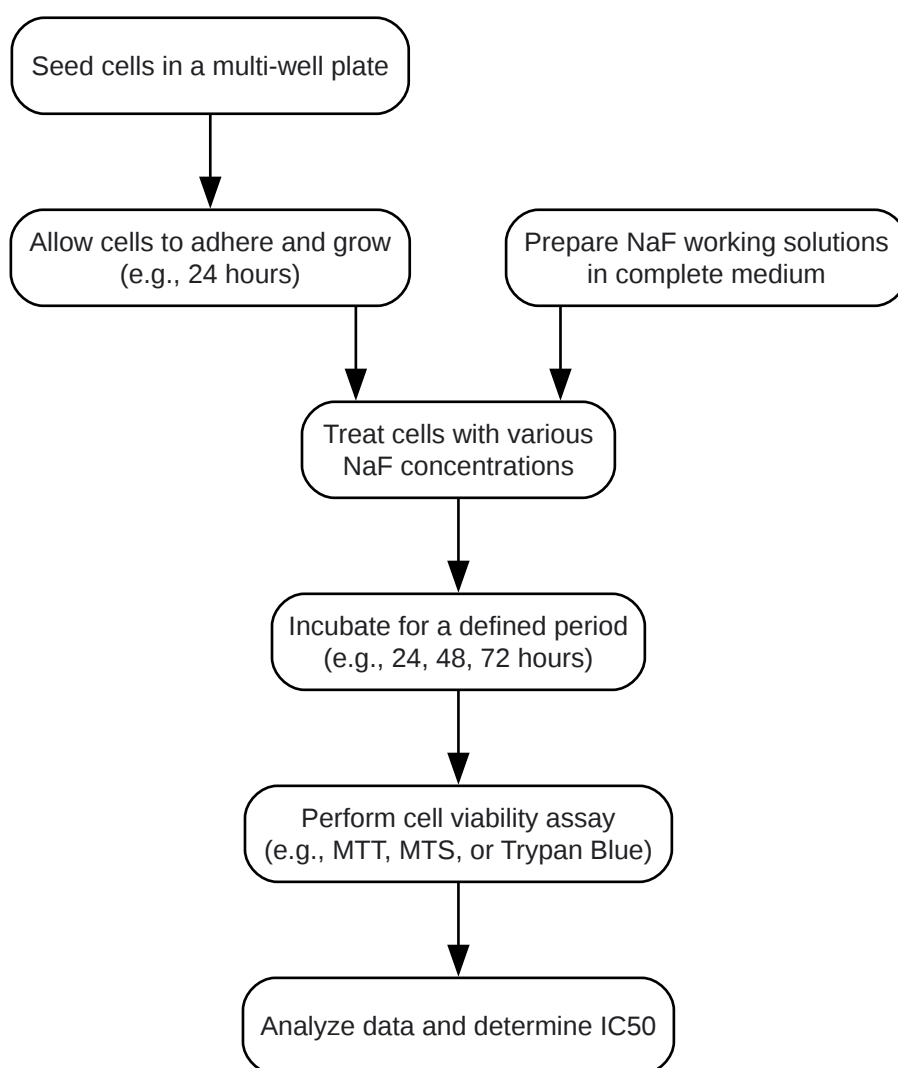 Seed cells in a multi-well plate
Allow cells to adhere and grow
(e.g., 24 hours)
Prepare NaF working solutions
in complete medium
Treat cells with various
NaF concentrations
Incubate for a defined period
(e.g., 24, 48, 72 hours)
Perform cell viability assay
(e.g., MTT, MTS, or Trypan Blue)
Analyze data and determine IC50